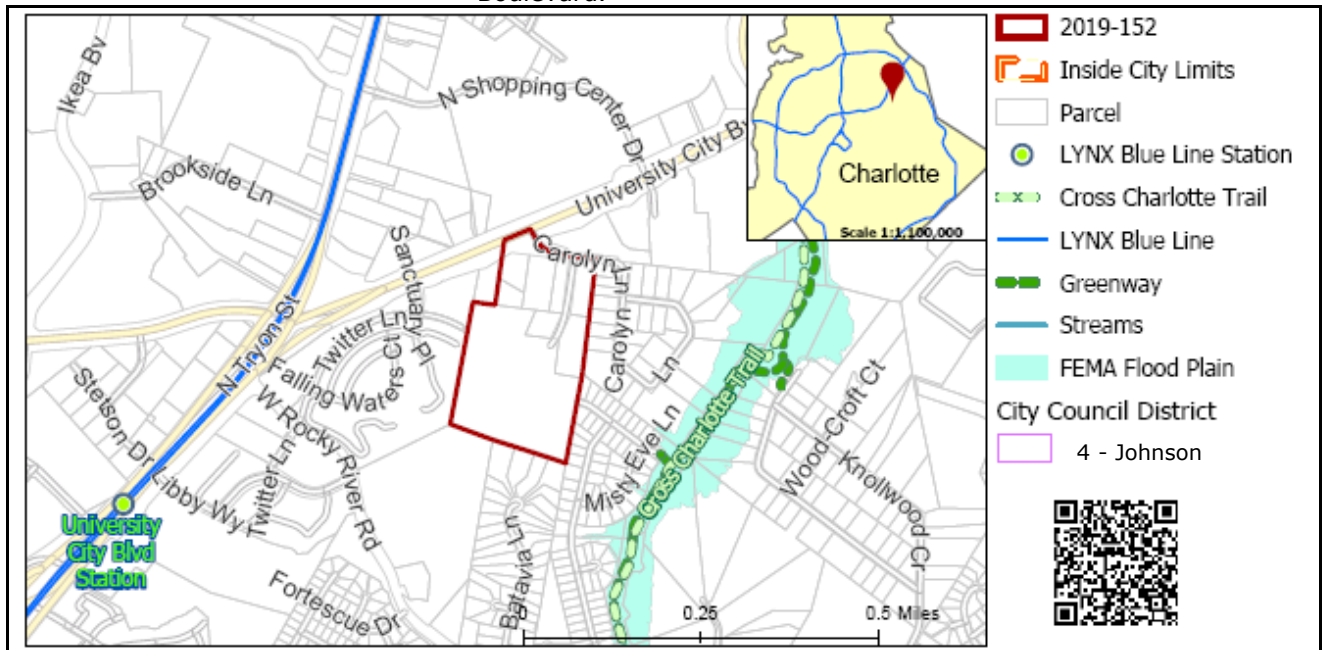 Boulevard.
Ikea Bv
N Shopping Center Dr
Brookside Ln
University City Bv
Sanctuary Pl
Carolyn Ln
Carolyn Ln
N Tryon St
Twitter Ln
Falling Waters Ct
Stetson Dr
W Rocky River Rd
Libby Wy
Twitter Ln
Ln
Misty Eve Ln
Cross Charlotte Trail
Wood-Croft Ct
Knollwood Cr
Batavia Ln
Fortescue Dr
University
City Blvd
Station
0 0.25 0.5 Miles
Charlotte
Scale 1:1,100,000
2019-152
Inside City Limits
Parcel
LYNX Blue Line Station
Cross Charlotte Trail
LYNX Blue Line
Greenway
Streams
FEMA Flood Plain
City Council District
4 - Johnson